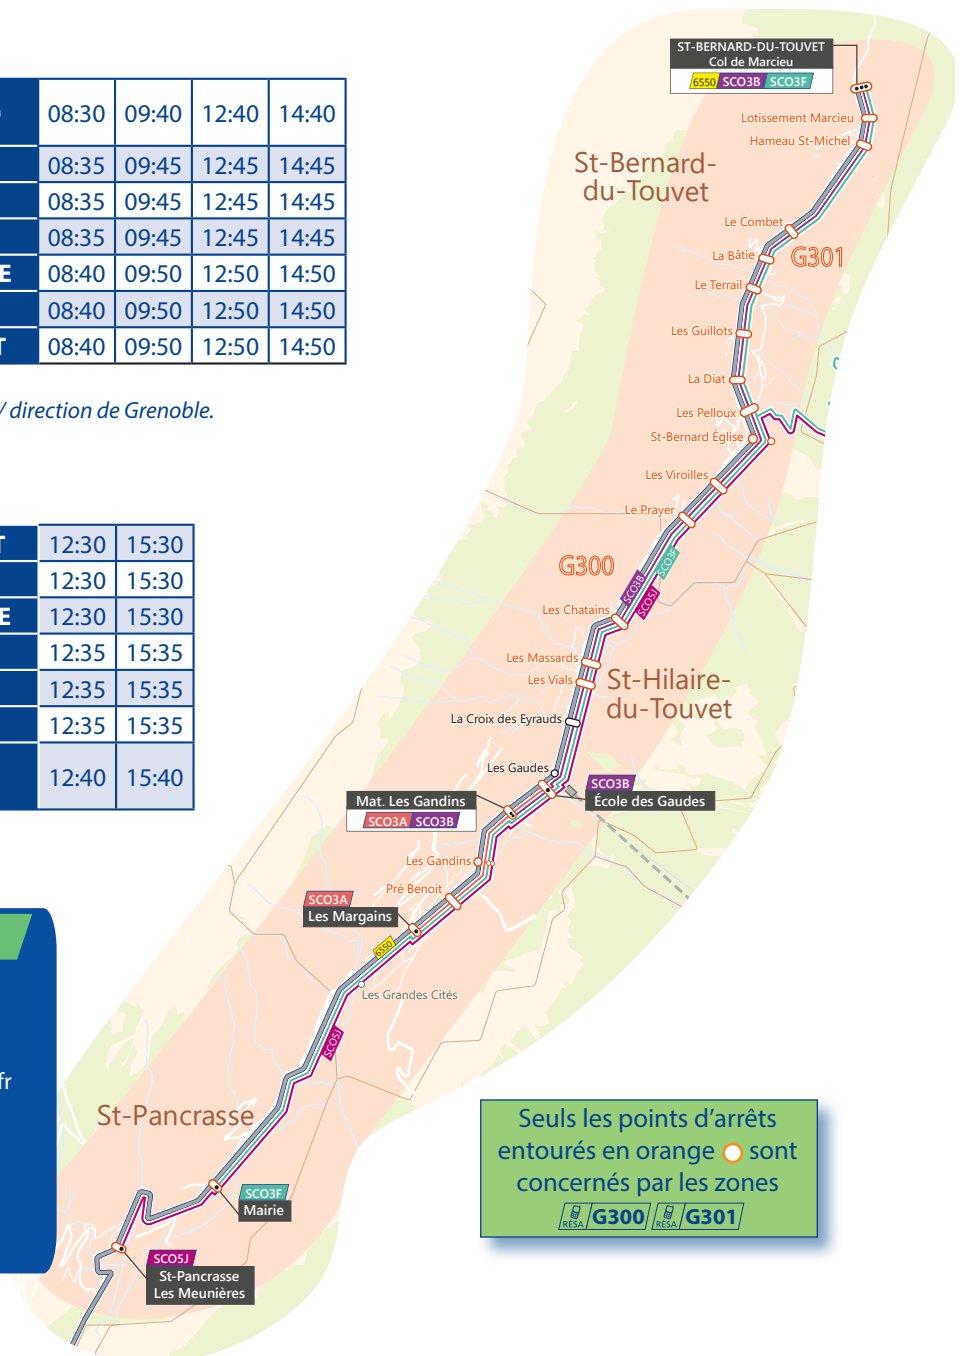 08:30 09:40 12:40 14:40
08:35 09:45 12:45 14:45
08:35 09:45 12:45 14:45
08:35 09:45 12:45 14:45
E 08:40 09:50 12:50 14:50
08:40 09:50 12:50 14:50
T 08:40 09:50 12:50 14:50
/ direction de Grenoble.
T 12:30 15:30
12:30 15:30
E 12:30 15:30
12:35 15:35
12:35 15:35
12:35 15:35
12:40 15:40
fr
ST-BERNARD-DU-TOUVET
Col de Marcieu
6550 SCO3B SCO3F
Lotissement Marcieu
Hameau St-Michel
St-Bernard-
du-Touvet
Le Combet
La Bâtie
G301
Le Terrail
Les Guillots
La Diat
Les Pelloux
St-Bernard Église
Les Viroilles
Le Prayer
G300
SCO3F
SCO3B
SCO5J
Les Chatains
Les Massards
Les Vials
St-Hilaire-
du-Touvet
La Croix des Eyrauds
Les Gaudes
SCO3B
École des Gaudes
Mat. Les Gandins
SCO3A SCO3B
Les Gandins
Pré Benoit
SCO3A
Les Margains
6550
Les Grandes Cités
SCO5J
St-Pancrasse
SCO3F
Mairie
SCO5J
St-Pancrasse
Les Meunières
Seuls les points d'arrêts
entourés en orange sont
concernés par les zones
RESA G300 RESA G301